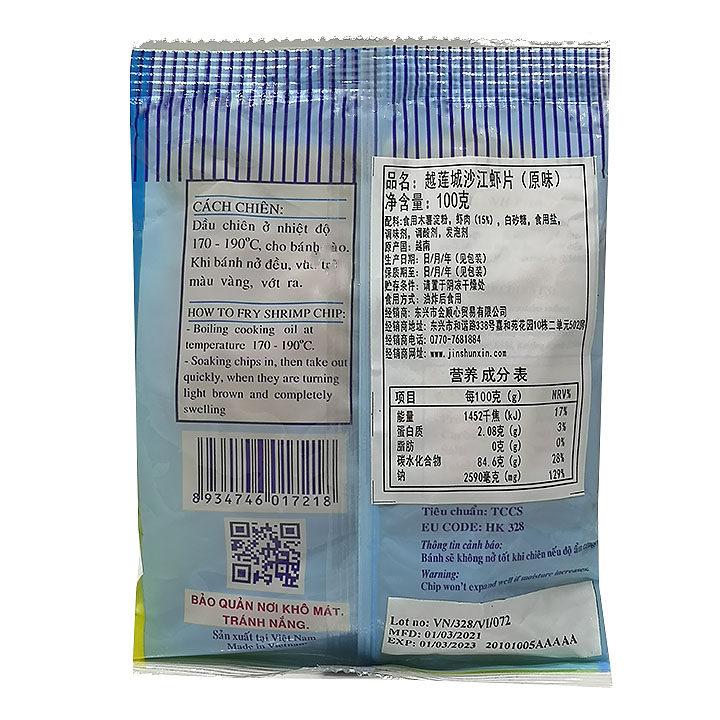 CÁCH CHIÊN:
Dầu chiên ở nhiệt độ
170 - 190°C, cho bánh vào.
Khi bánh nở đều, vừa trở
màu vàng, vớt ra.
HOW TO FRY SHRIMP CHIP:
- Boiling cooking oil at
temperature 170 - 190°C.
- Soaking chips in, then take out
quickly, when they are turning
light brown and completely
swelling
8 934746 017218
BẢO QUẢN NƠI KHÔ MÁT.
TRÁNH NẮNG.
Sản xuất tại Việt Nam
Made in Vietnam
品名：越莲城沙江虾片（原味）
净含量：100克
配料:食用木薯淀粉，虾肉（15%），白砂糖，食用盐，
调味剂，调酸剂，发泡剂
原产国：越南
生产日期：日/月/年（见包装）
保质期至：日/月/年（见包装）
贮存条件：请置于阴凉干燥处
食用方式：油炸后食用
经销商：东兴市金顺心贸易有限公司
经销商地址：东兴市和谐路338号嘉和苑花园10栋二单元502房
经销商电话：0770-7681884
经销商网址：www.jinshunxin.com
营养成分表
项目 每100克（g） NRV%
能量 1452千焦（kJ） 17%
蛋白质 2.08克（g） 3%
脂肪 0克（g） 0%
碳水化合物 84.6克（g） 28%
钠 2590毫克（mg） 129%
Tiêu chuẩn: TCCS
EU CODE: HK 328
Thông tin cảnh báo:
Bánh sẽ không nở tốt khi chiên nếu độ ẩm
Warning:
Chip won't expand well if moisture increases.
Lot no: VN/328/VI/072
MFD: 01/03/2021
EXP: 01/03/2023 20101005AAAAA